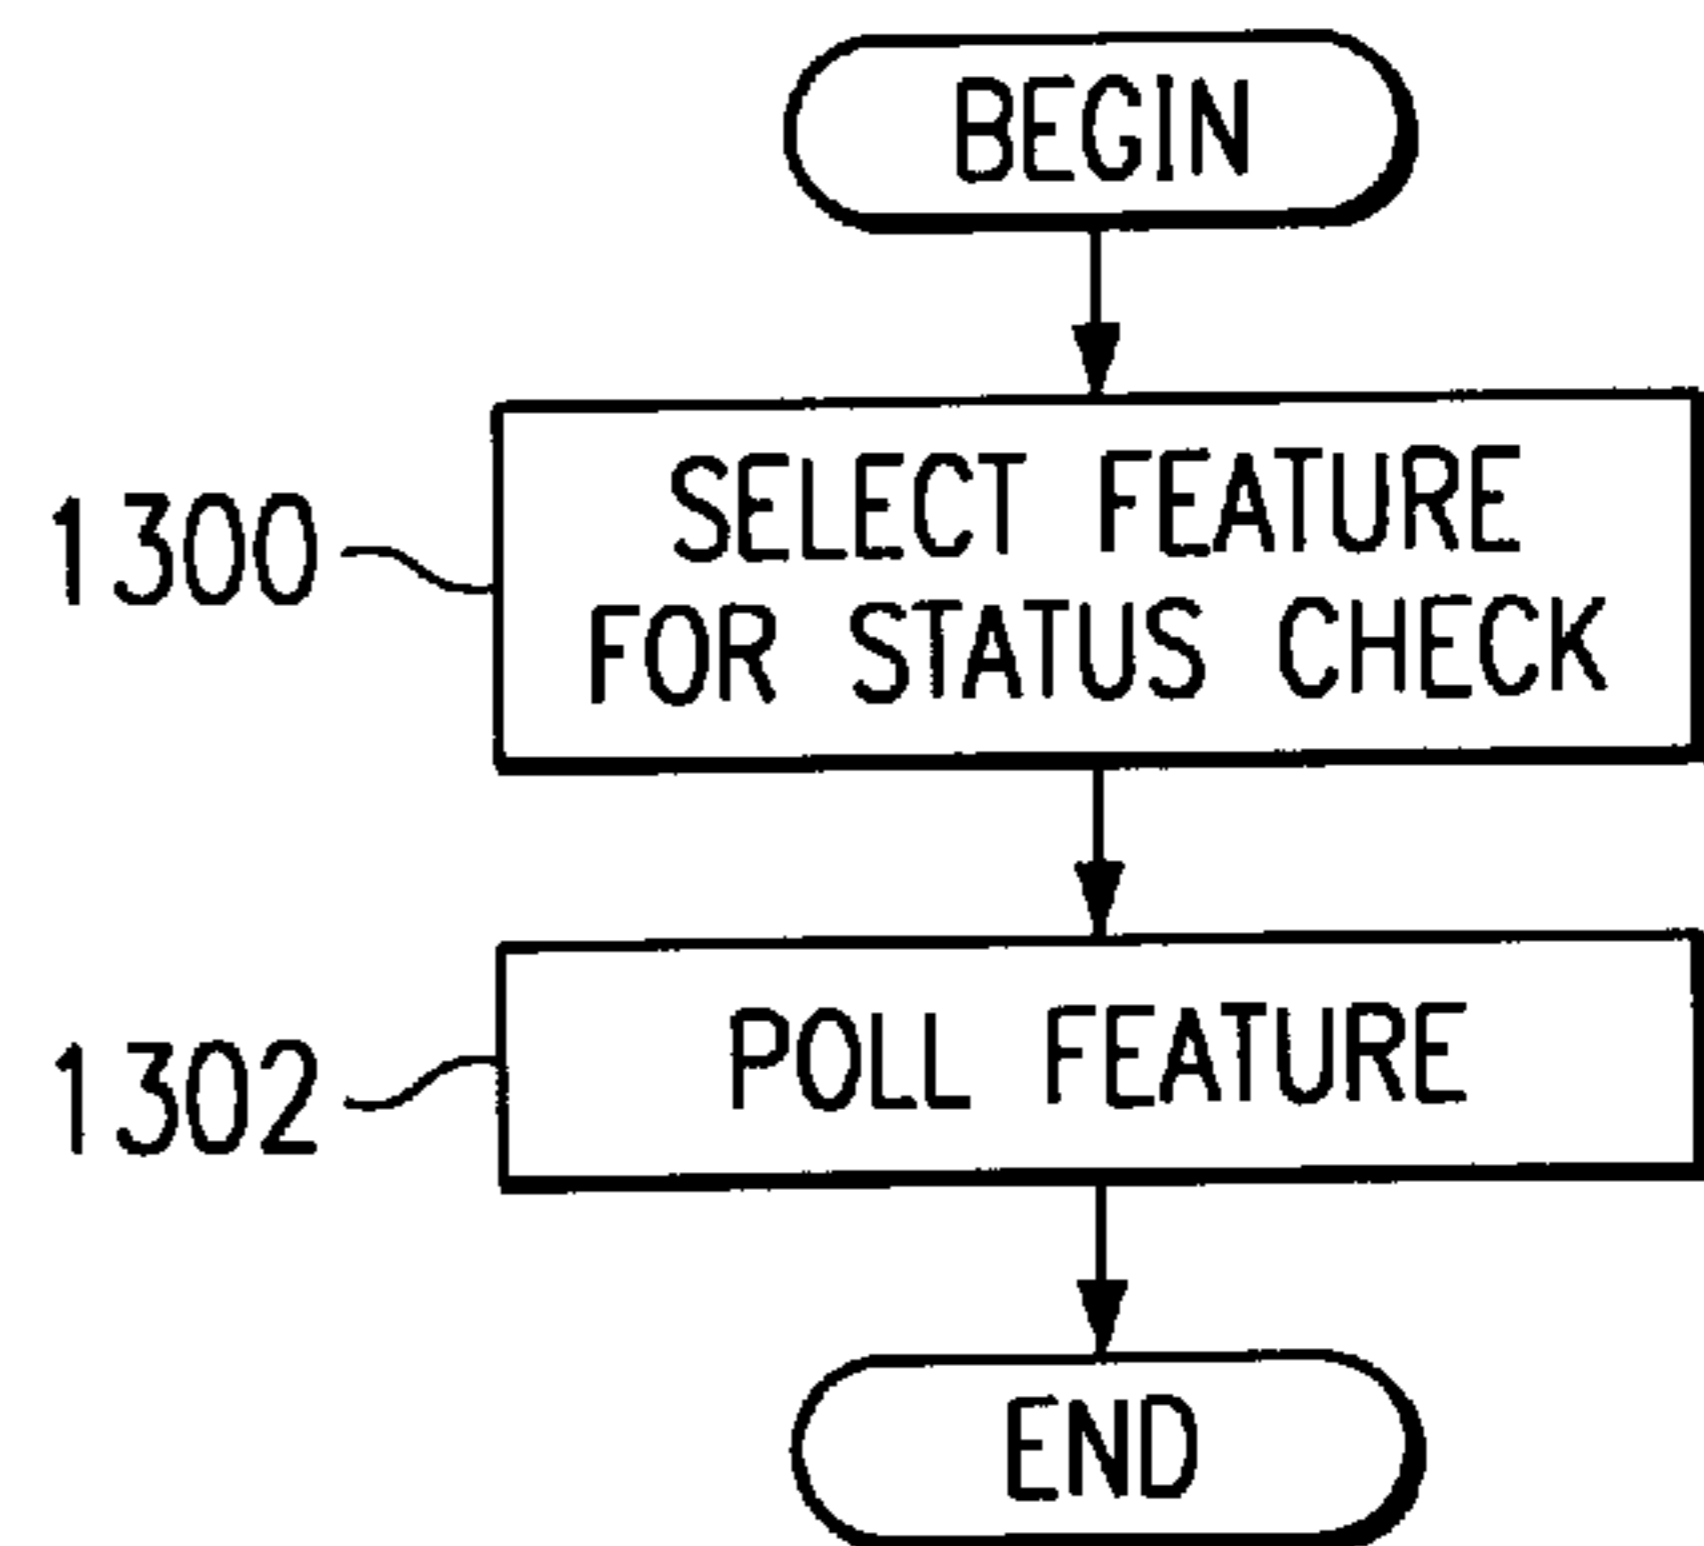 BEGIN
1300
SELECT FEATURE
FOR STATUS CHECK
1302
POLL FEATURE
END